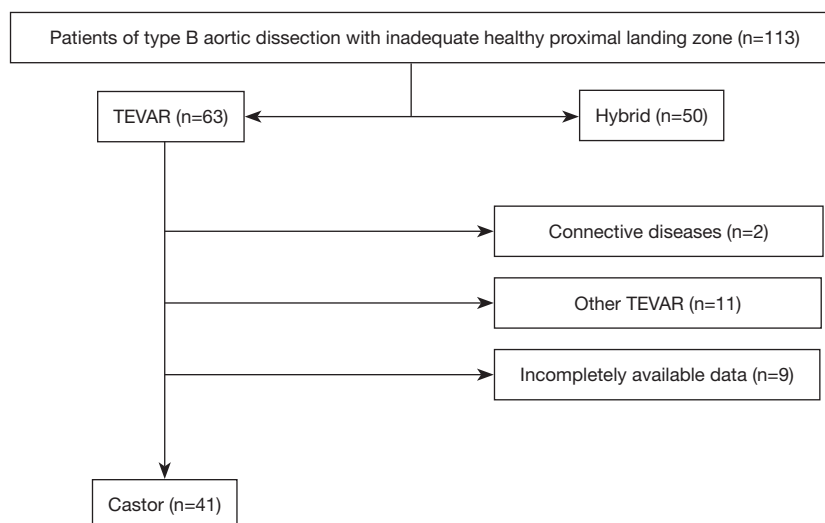 Patients of type B aortic dissection with inadequate healthy proximal landing zone (n=113)
TEVAR (n=63)
Hybrid (n=50)
Connective diseases (n=2)
Other TEVAR (n=11)
Incompletely available data (n=9)
Castor (n=41)